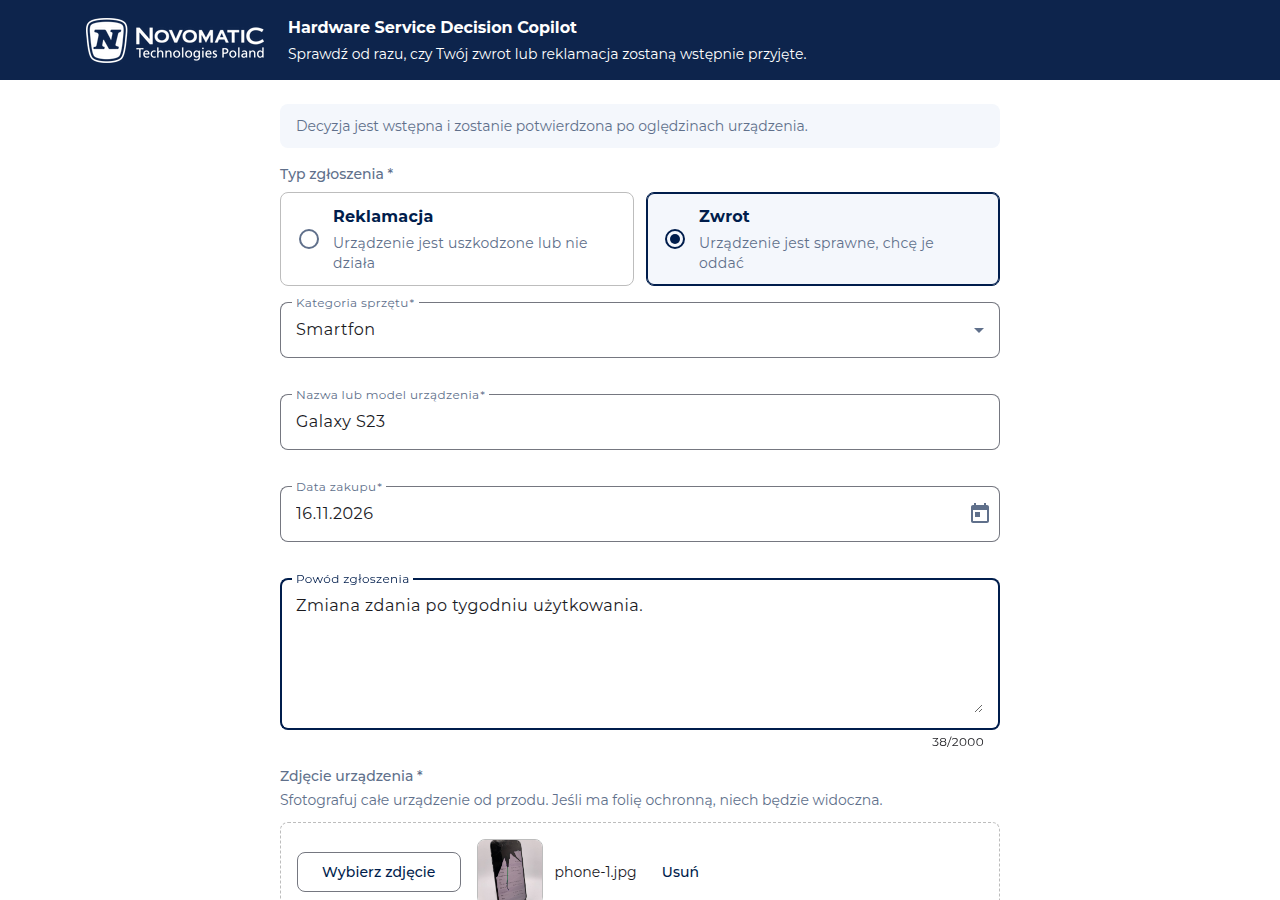 NOVOMATIC
Technologies Poland
Hardware Service Decision Copilot
Sprawdź od razu, czy Twój zwrot lub reklamacja zostaną wstępnie przyjęte.
Decyzja jest wstępna i zostanie potwierdzona po oględzinach urządzenia.
Typ zgłoszenia *
Reklamacja
Urządzenie jest uszkodzone lub nie
działa
Zwrot
Urządzenie jest sprawne, chcę je
oddać
Kategoria sprzętu*
Smartfon
Nazwa lub model urządzenia*
Galaxy S23
Data zakupu*
16.11.2026
Powód zgłoszenia
Zmiana zdania po tygodniu użytkowania.
38/2000
Zdjęcie urządzenia *
Sfotografuj całe urządzenie od przodu. Jeśli ma folię ochronną, niech będzie widoczna.
Wybierz zdjęcie
phone-1.jpg
Usuń